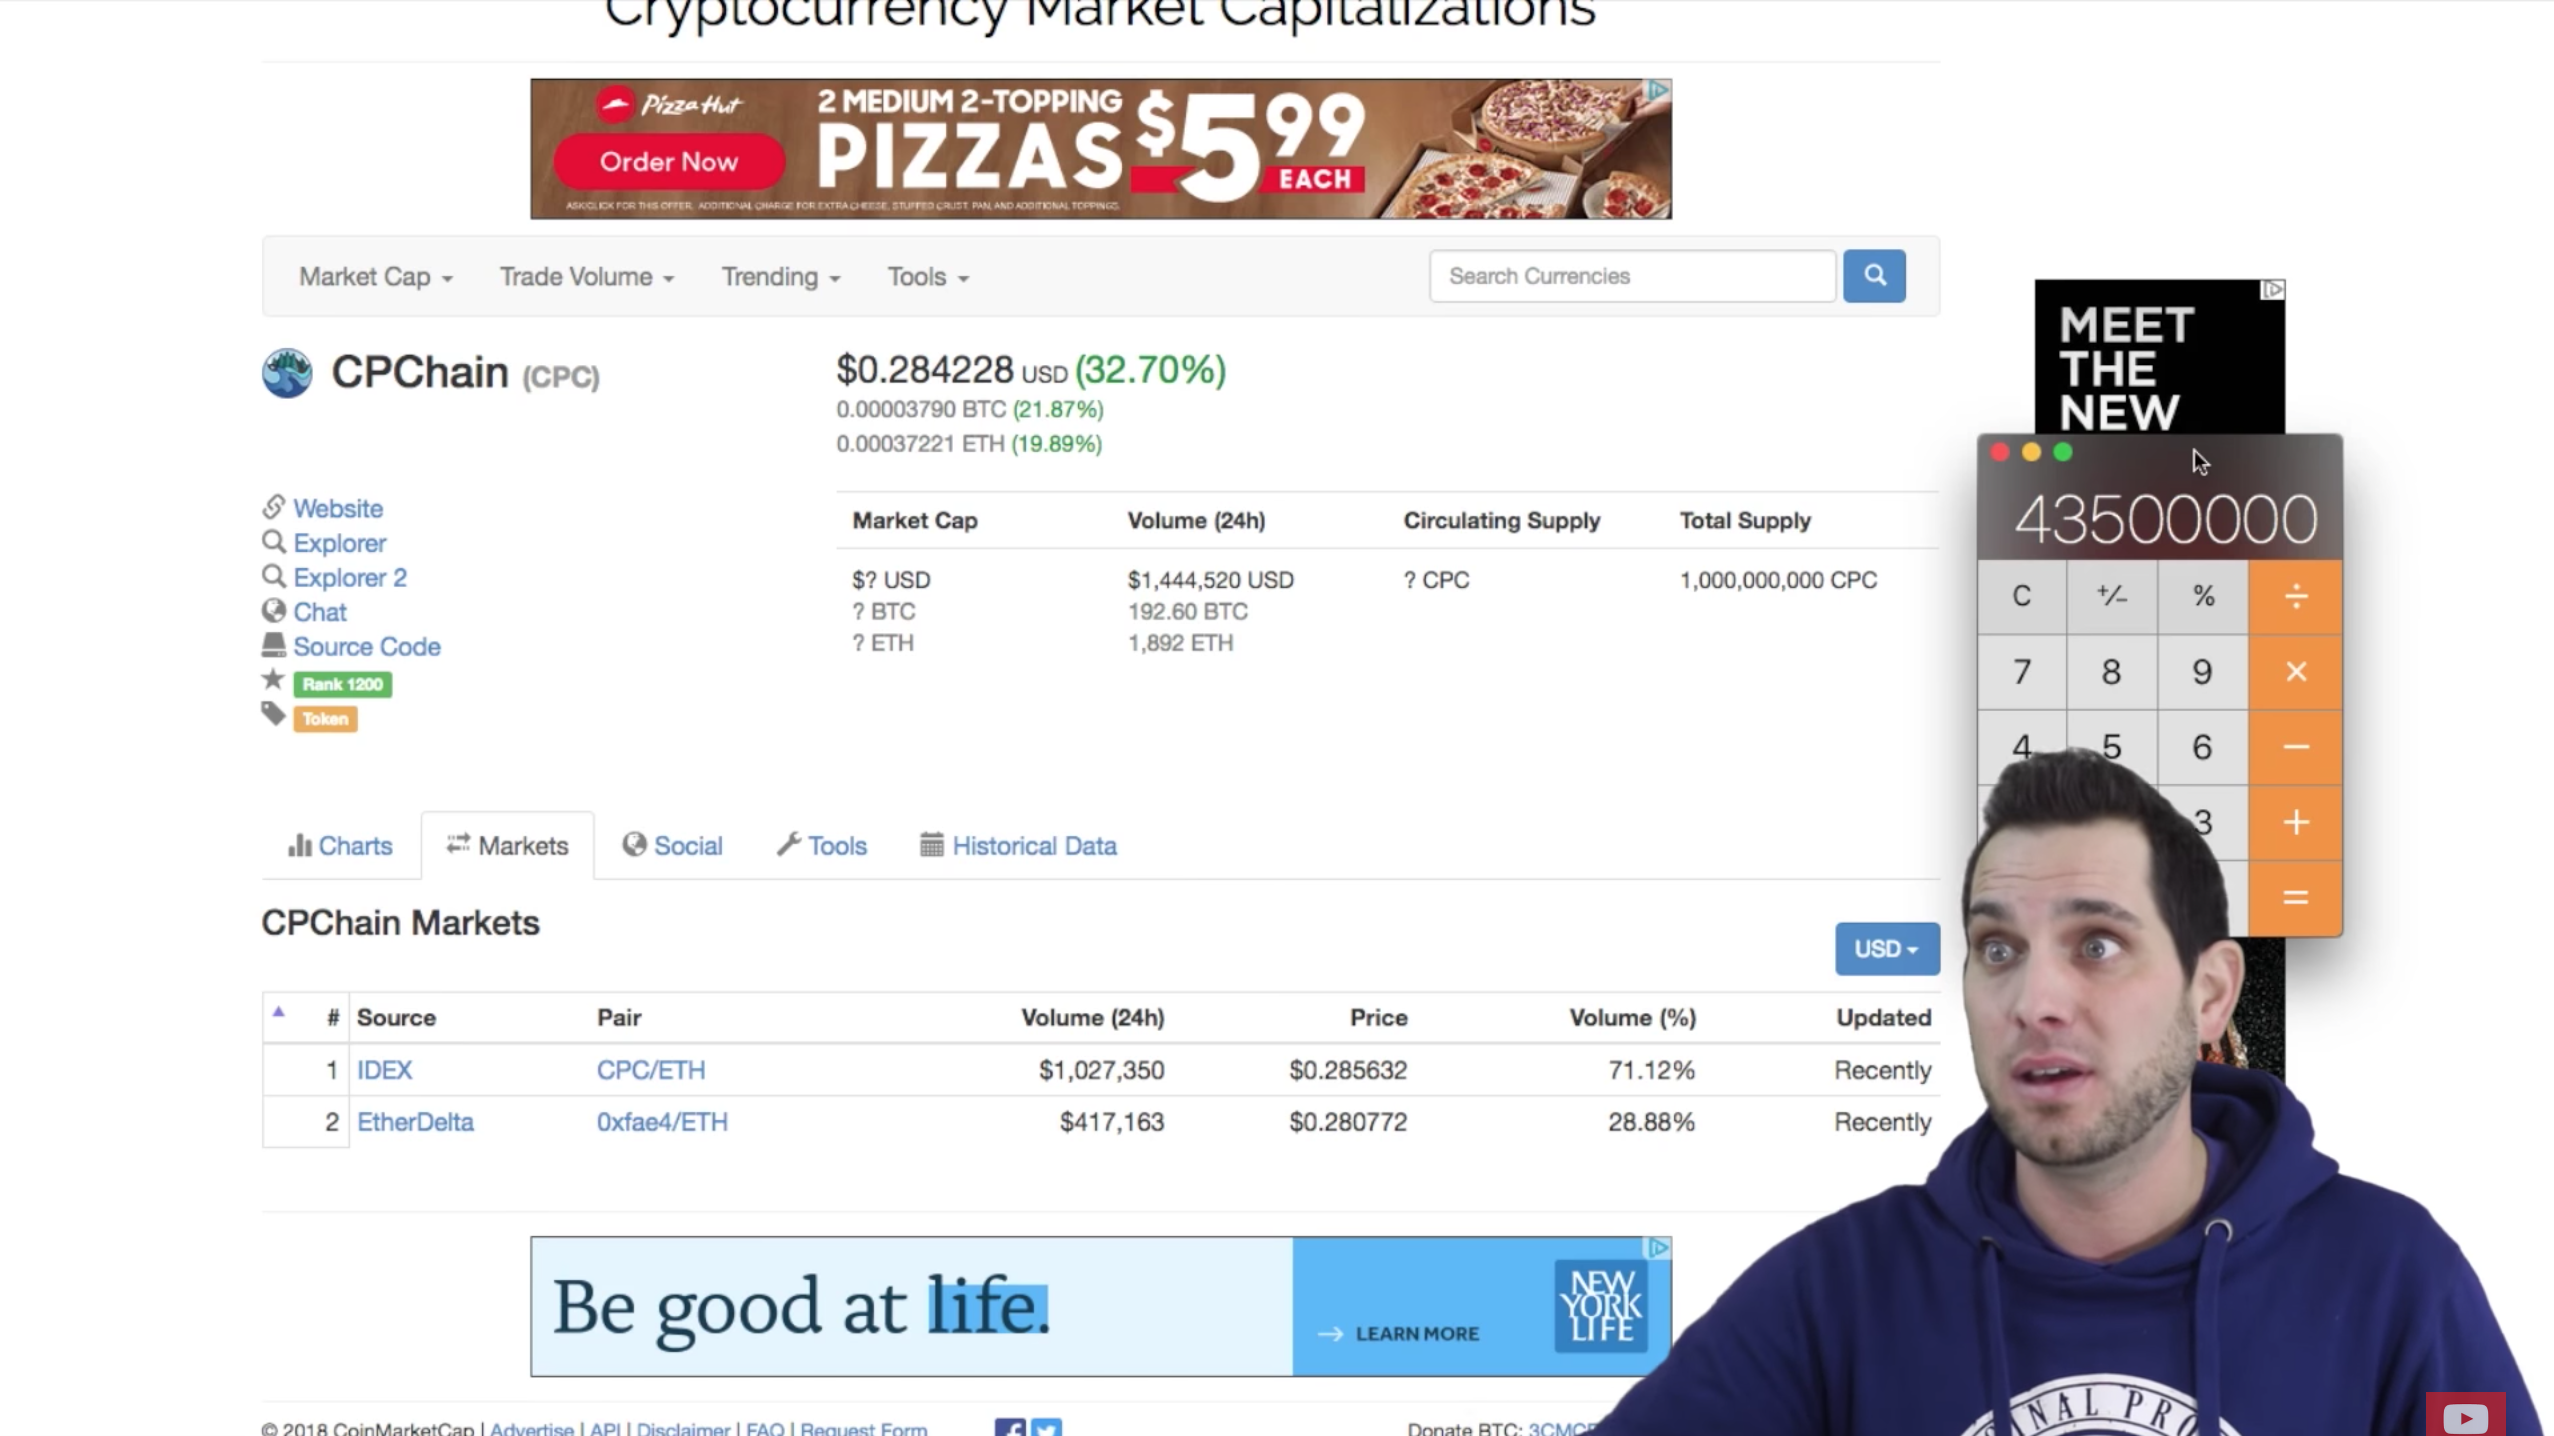 Cryptocurrency Market Capitalizations
Pizza Hut
Order Now
2 MEDIUM 2-TOPPING
PIZZAS
$5 99
EACH
ASK/CLICK FOR THIS OFFER. ADDITIONAL CHARGE FOR EXTRA CHEESE, STUFFED CRUST, PAN, AND ADDITIONAL TOPPINGS.
Market Cap Trade Volume Trending Tools Search Currencies
MEET
THE
NEW
CPChain (CPC)
$0.284228 USD (32.70%)
0.00003790 BTC (21.87%)
0.00037221 ETH (19.89%)
Website
Explorer
Explorer 2
Chat
Source Code
Rank 1200
Token
Market Cap Volume (24h) Circulating Supply Total Supply
$? USD $1,444,520 USD ? CPC 1,000,000,000 CPC
? BTC 192.60 BTC
? ETH 1,892 ETH
43500000
C +/- % ÷
7 8 9 ×
4 5 6 −
3 +
=
Charts Markets Social Tools Historical Data
CPChain Markets
USD
# Source Pair Volume (24h) Price Volume (%) Updated
1 IDEX CPC/ETH $1,027,350 $0.285632 71.12% Recently
2 EtherDelta 0xfae4/ETH $417,163 $0.280772 28.88% Recently
Be good at life.
→ LEARN MORE
NEW
YORK
LIFE
© 2018 CoinMarketCap | Advertise | API | Disclaimer | FAQ | Request Form
Donate BTC: